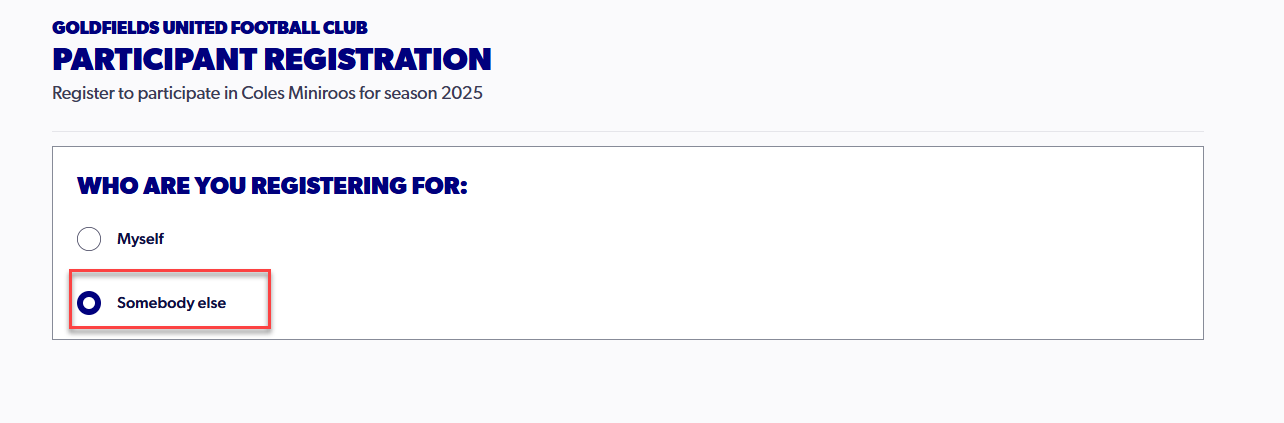 GOLDFIELDS UNITED FOOTBALL CLUB
PARTICIPANT REGISTRATION
Register to participate in Coles Miniroos for season 2025
WHO ARE YOU REGISTERING FOR:
Myself
Somebody else